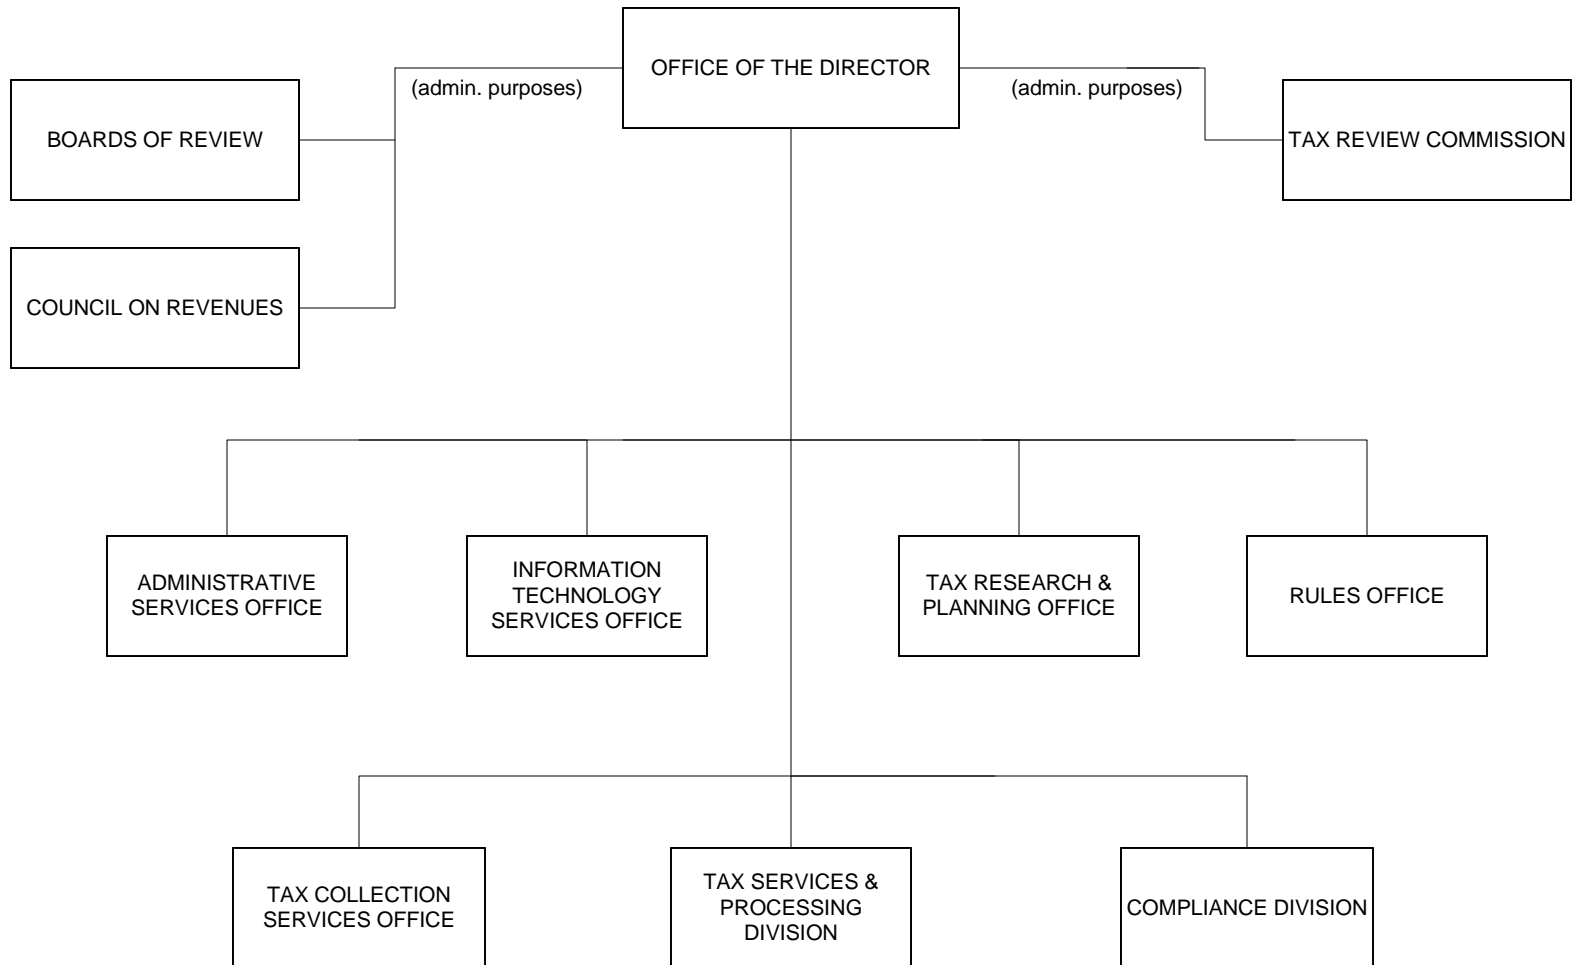 OFFICE OF THE DIRECTOR
(admin. purposes)
(admin. purposes)
BOARDS OF REVIEW
TAX REVIEW COMMISSION
COUNCIL ON REVENUES
ADMINISTRATIVE
SERVICES OFFICE
INFORMATION
TECHNOLOGY
SERVICES OFFICE
TAX RESEARCH &
PLANNING OFFICE
RULES OFFICE
TAX COLLECTION
SERVICES OFFICE
TAX SERVICES &
PROCESSING
DIVISION
COMPLIANCE DIVISION